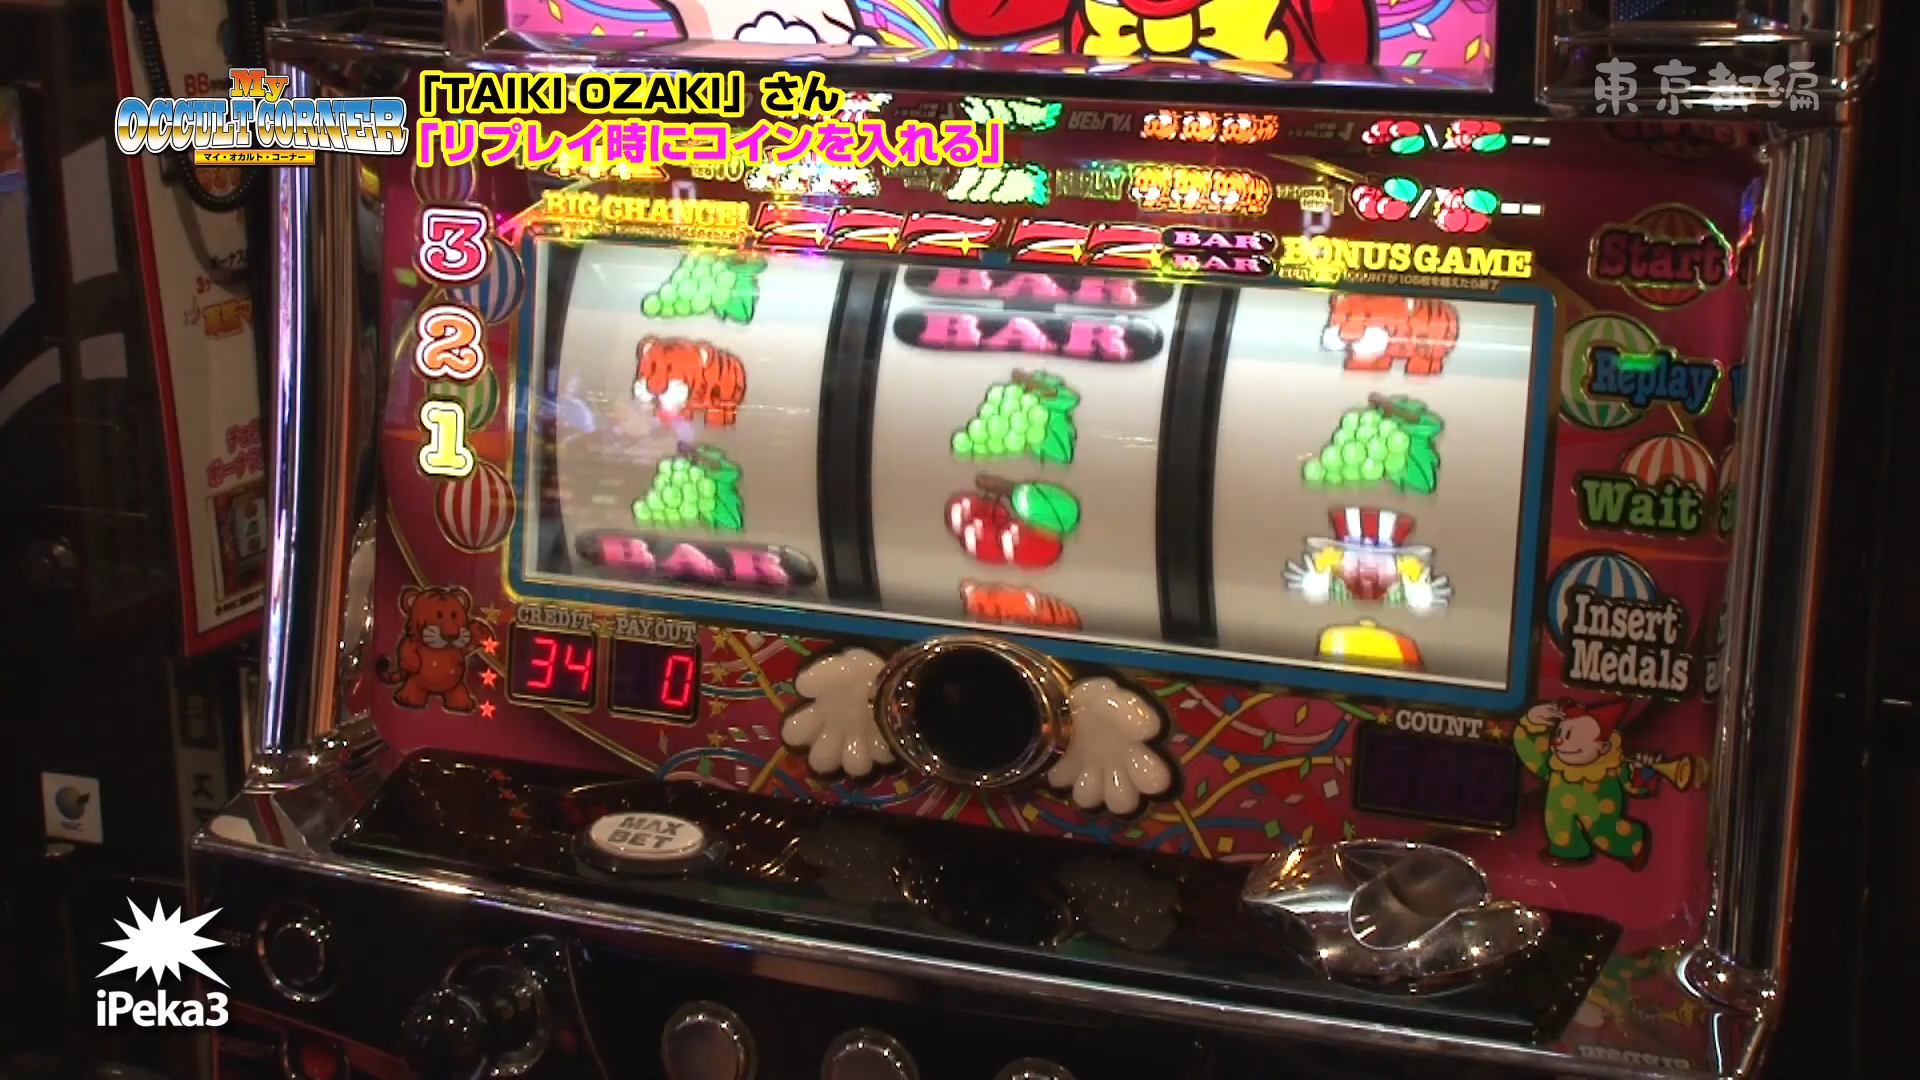 My
OCCULT CORNER
マイ・オカルト・コーナー
「TAIKI OZAKI」さん
「リプレイ時にコインを入れる」
東京都編
REPLAY
REPLAY
BIG CHANCE!
BAR
BAR
BONUS GAME
3
2
1
BAR
BAR
BAR
Start
Replay
Wait
Insert
Medals
CREDIT
PAY OUT
34
0
COUNT
MAX
BET
iPeka3